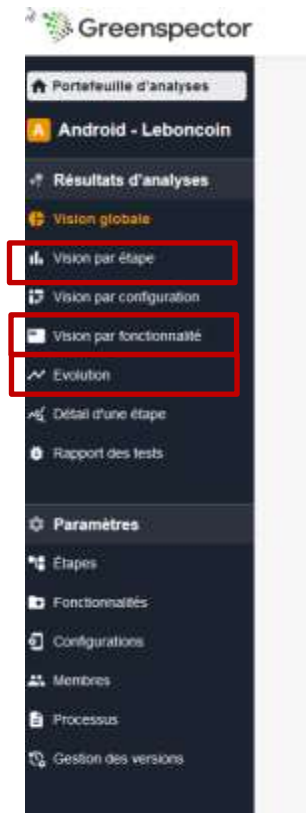 Greenspector
Portefeuille d'analyses
A Android - Leboncoin
Résultats d'analyses
Vision globale
Vision par étape
Vision par configuration
Vision par fonctionnalité
Evolution
Détail d'une étape
Rapport des tests
Paramètres
Étapes
Fonctionnalités
Configurations
Membres
Processus
Gestion des versions